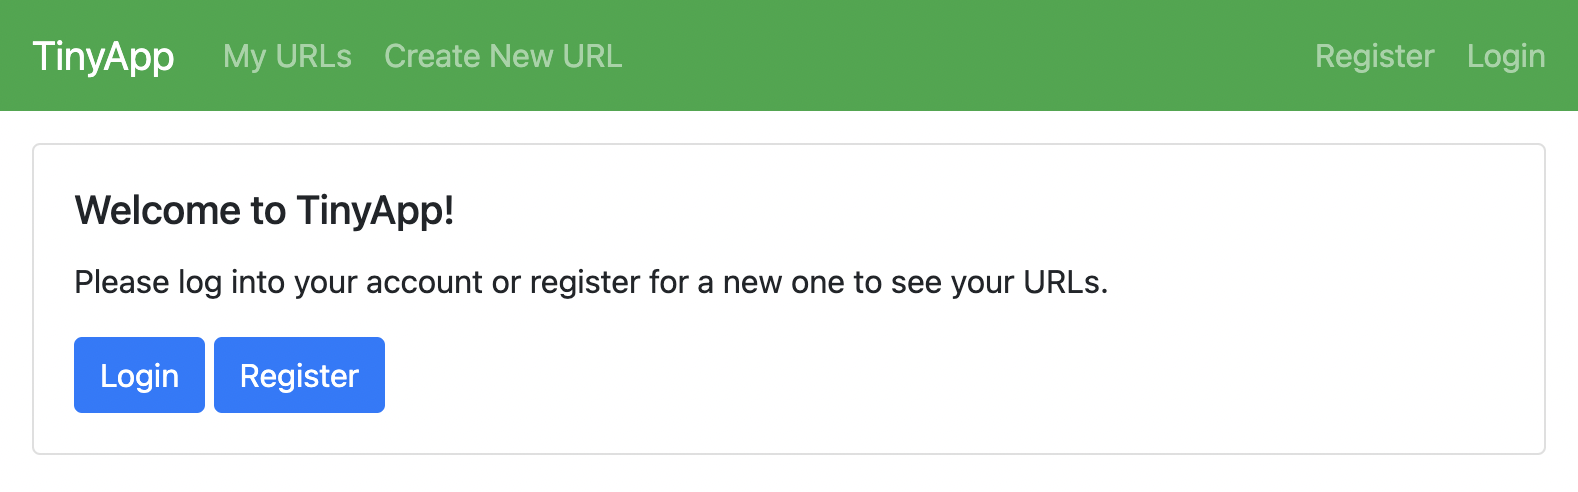 TinyApp My URLs Create New URL Register Login
Welcome to TinyApp!
Please log into your account or register for a new one to see your URLs.
Login Register